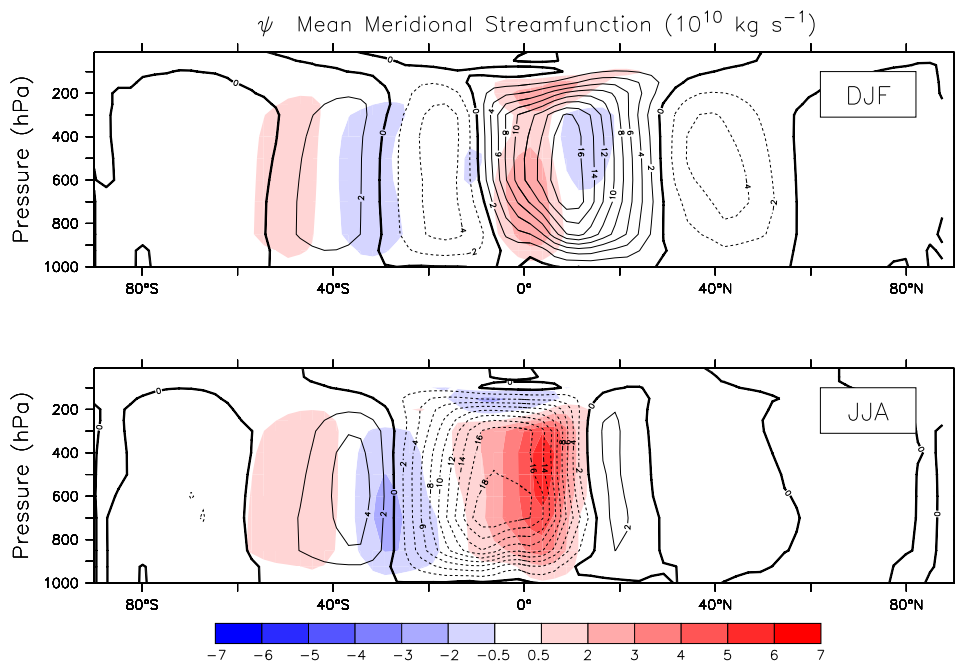 ψ Mean Meridional Streamfunction (10¹⁰ kg s⁻¹)
Pressure (hPa)
DJF
200
400
600
800
1000
80°S 40°S 0° 40°N 80°N
Pressure (hPa)
JJA
200
400
600
800
1000
80°S 40°S 0° 40°N 80°N
−7 −6 −5 −4 −3 −2 −0.5 0.5 2 3 4 5 6 7